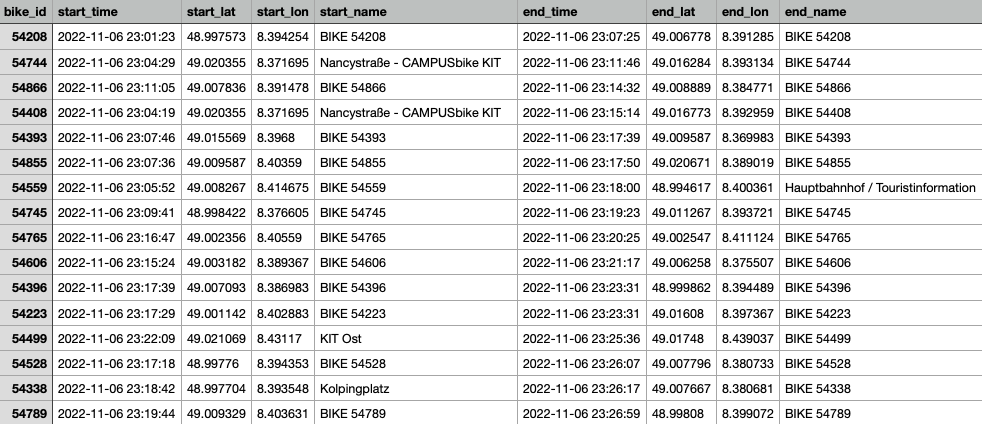 bike_id start_time start_lat start_lon start_name end_time end_lat end_lon end_name
54208 2022-11-06 23:01:23 48.997573 8.394254 BIKE 54208 2022-11-06 23:07:25 49.006778 8.391285 BIKE 54208
54744 2022-11-06 23:04:29 49.020355 8.371695 Nancystraße - CAMPUSbike KIT 2022-11-06 23:11:46 49.016284 8.393134 BIKE 54744
54866 2022-11-06 23:11:05 49.007836 8.391478 BIKE 54866 2022-11-06 23:14:32 49.008889 8.384771 BIKE 54866
54408 2022-11-06 23:04:19 49.020355 8.371695 Nancystraße - CAMPUSbike KIT 2022-11-06 23:15:14 49.016773 8.392959 BIKE 54408
54393 2022-11-06 23:07:46 49.015569 8.3968 BIKE 54393 2022-11-06 23:17:39 49.009587 8.369983 BIKE 54393
54855 2022-11-06 23:07:36 49.009587 8.40359 BIKE 54855 2022-11-06 23:17:50 49.020671 8.389019 BIKE 54855
54559 2022-11-06 23:05:52 49.008267 8.414675 BIKE 54559 2022-11-06 23:18:00 48.994617 8.400361 Hauptbahnhof / Touristinformation
54745 2022-11-06 23:09:41 48.998422 8.376605 BIKE 54745 2022-11-06 23:19:23 49.011267 8.393721 BIKE 54745
54765 2022-11-06 23:16:47 49.002356 8.40559 BIKE 54765 2022-11-06 23:20:25 49.002547 8.411124 BIKE 54765
54606 2022-11-06 23:15:24 49.003182 8.389367 BIKE 54606 2022-11-06 23:21:17 49.006258 8.375507 BIKE 54606
54396 2022-11-06 23:17:39 49.007093 8.386983 BIKE 54396 2022-11-06 23:23:31 48.999862 8.394489 BIKE 54396
54223 2022-11-06 23:17:29 49.001142 8.402883 BIKE 54223 2022-11-06 23:23:31 49.01608 8.397367 BIKE 54223
54499 2022-11-06 23:22:09 49.021069 8.43117 KIT Ost 2022-11-06 23:25:36 49.01748 8.439037 BIKE 54499
54528 2022-11-06 23:17:18 48.99776 8.394353 BIKE 54528 2022-11-06 23:26:07 49.007796 8.380733 BIKE 54528
54338 2022-11-06 23:18:42 48.997704 8.393548 Kolpingplatz 2022-11-06 23:26:17 49.007667 8.380681 BIKE 54338
54789 2022-11-06 23:19:44 49.009329 8.403631 BIKE 54789 2022-11-06 23:26:59 48.99808 8.399072 BIKE 54789